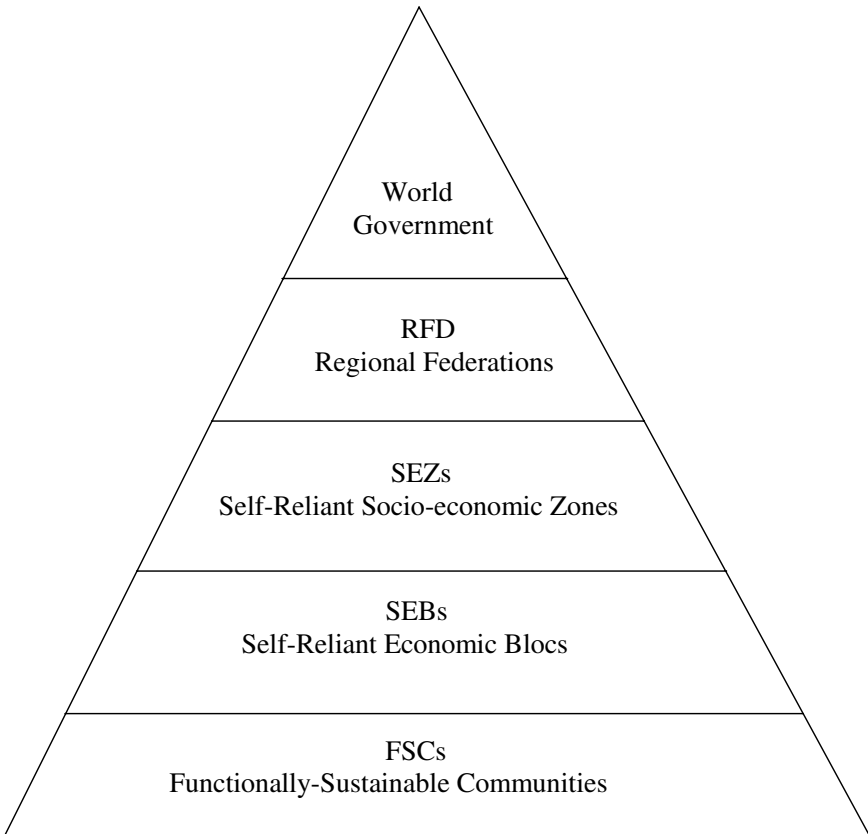 World
Government
RFD
Regional Federations
SEZs
Self-Reliant Socio-economic Zones
SEBs
Self-Reliant Economic Blocs
FSCs
Functionally-Sustainable Communities